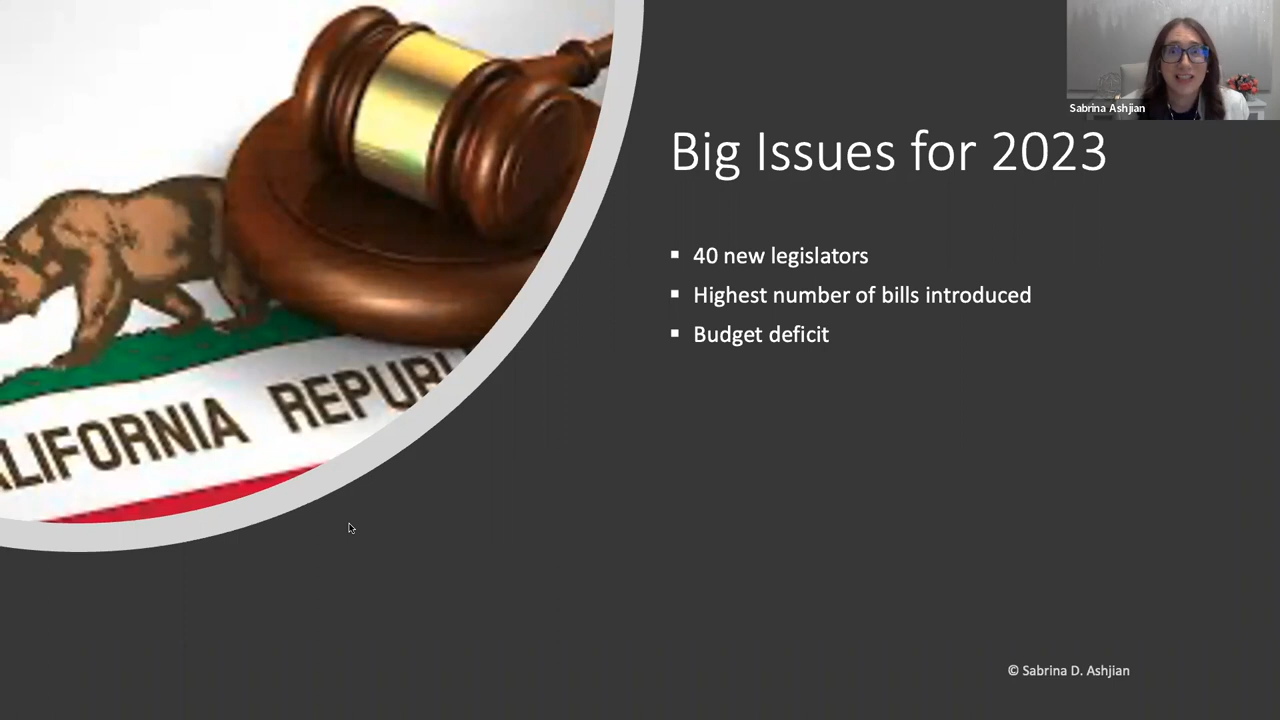 Sabrina Ashjian
Big Issues for 2023
▪ 40 new legislators
▪ Highest number of bills introduced
▪ Budget deficit
ALIFORNIA REPUBL
© Sabrina D. Ashjian